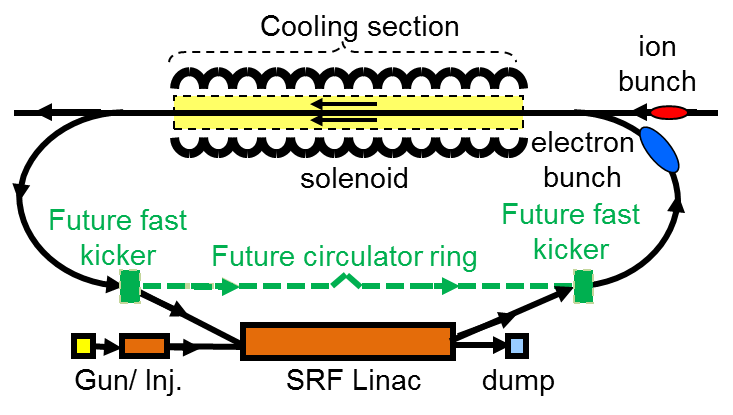 Cooling section
ion
bunch
electron
bunch
solenoid
Future fast
kicker
Future circulator ring
Future fast
kicker
Gun/ Inj.
SRF Linac
dump